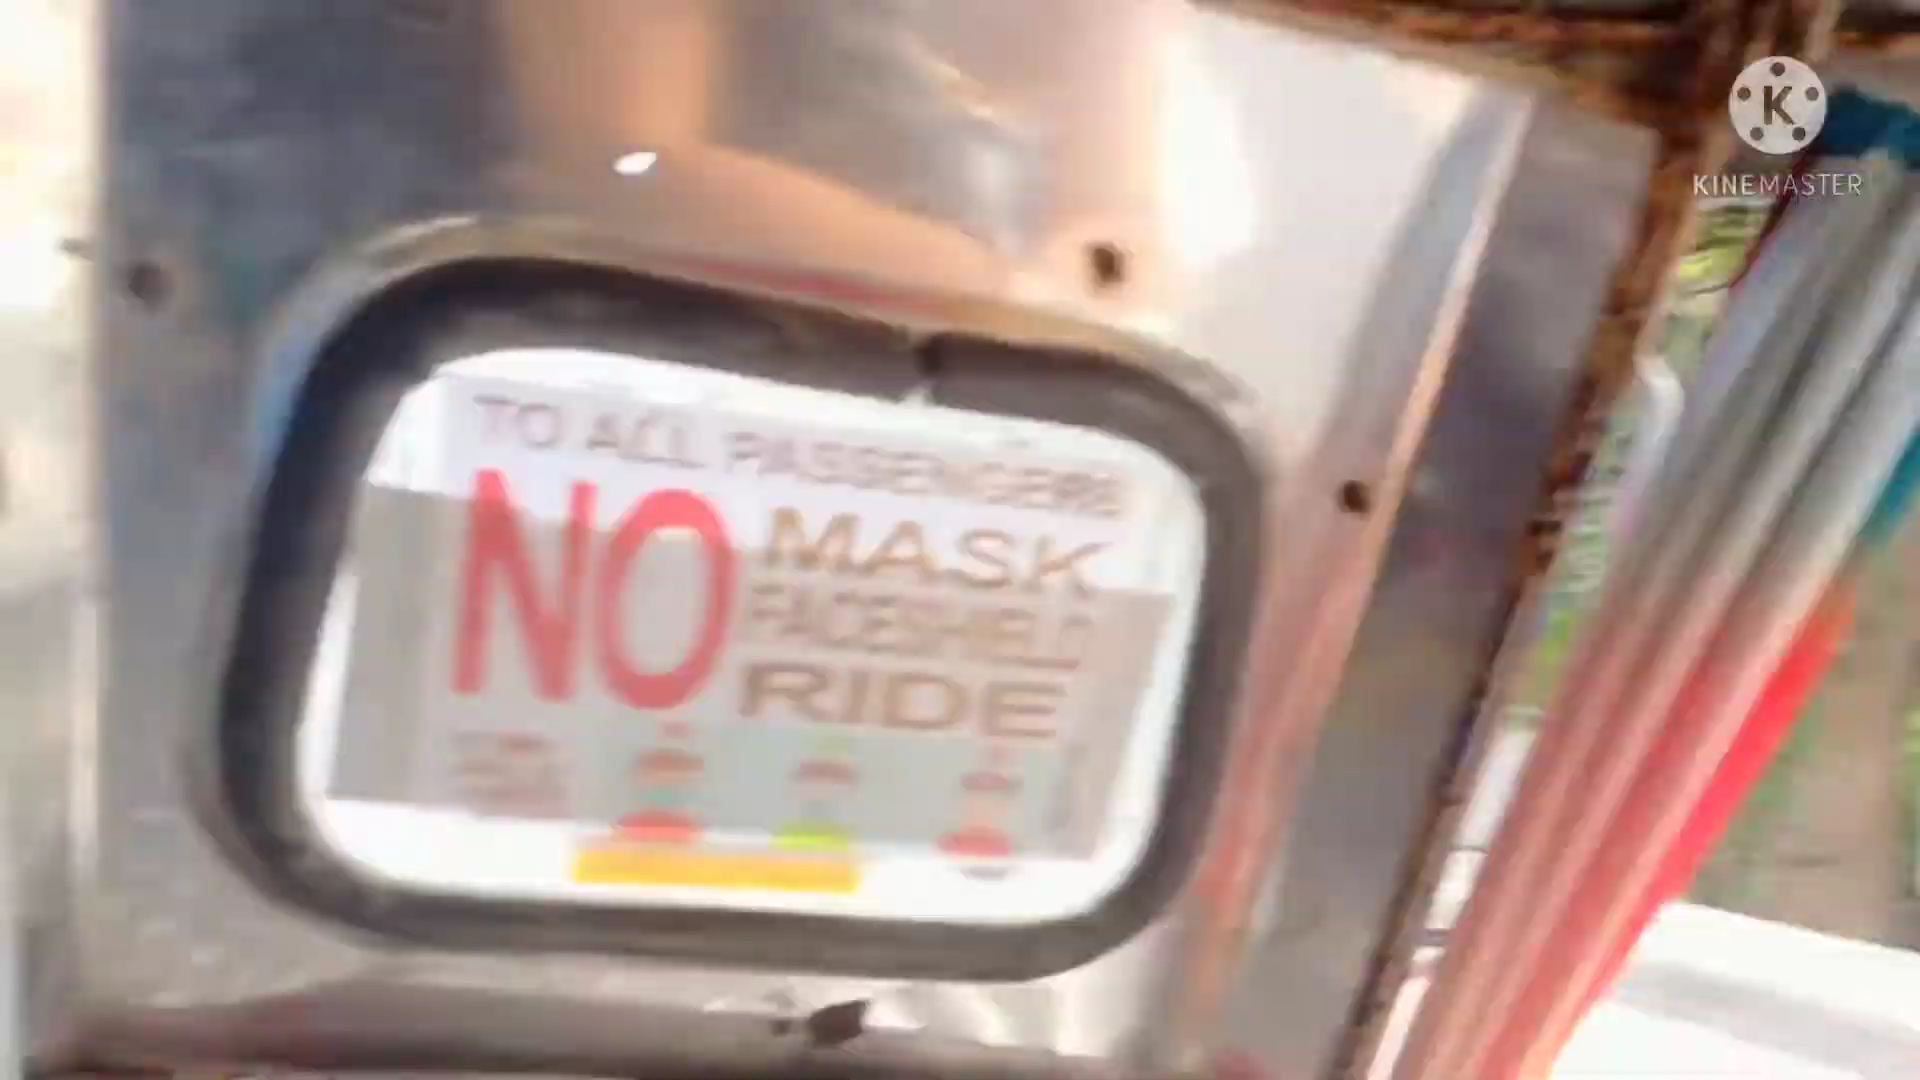 KINEMASTER
TO ALL PASSENGERS
NO MASK
FACESHIELD
RIDE